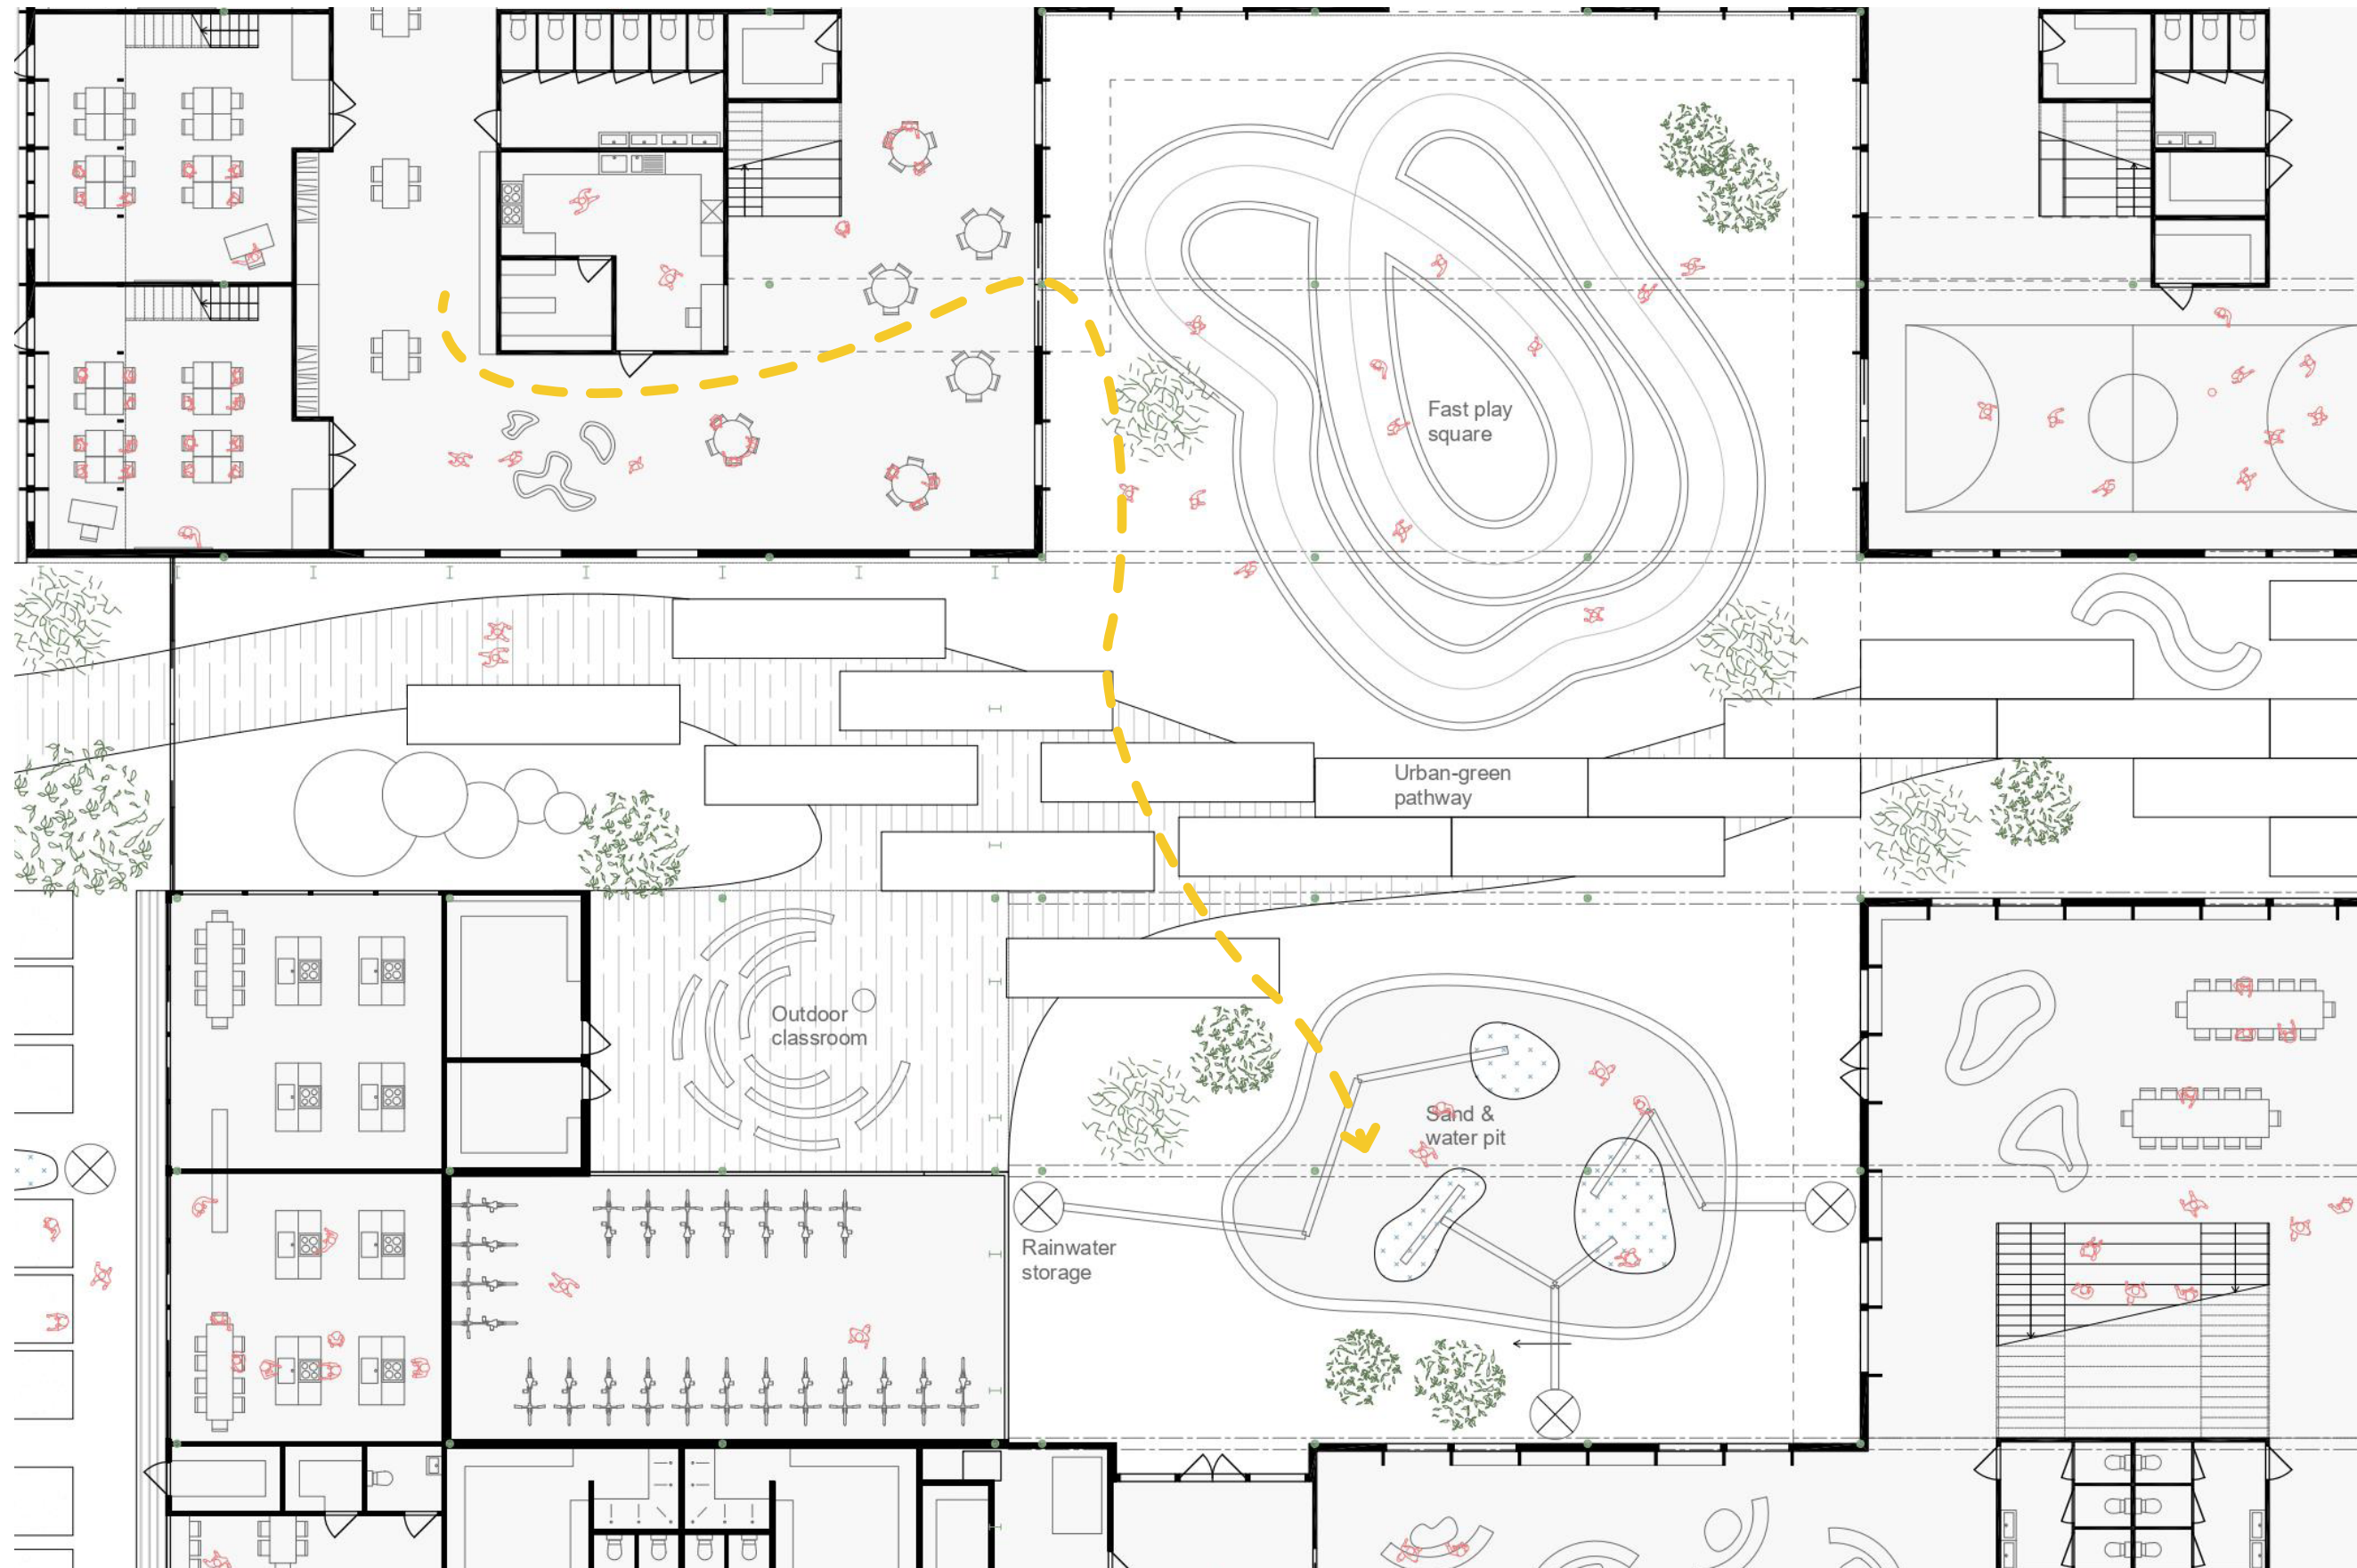 Fast play
square
Urban-green
pathway
Outdoor
classroom
Sand &
water pit
Rainwater
storage